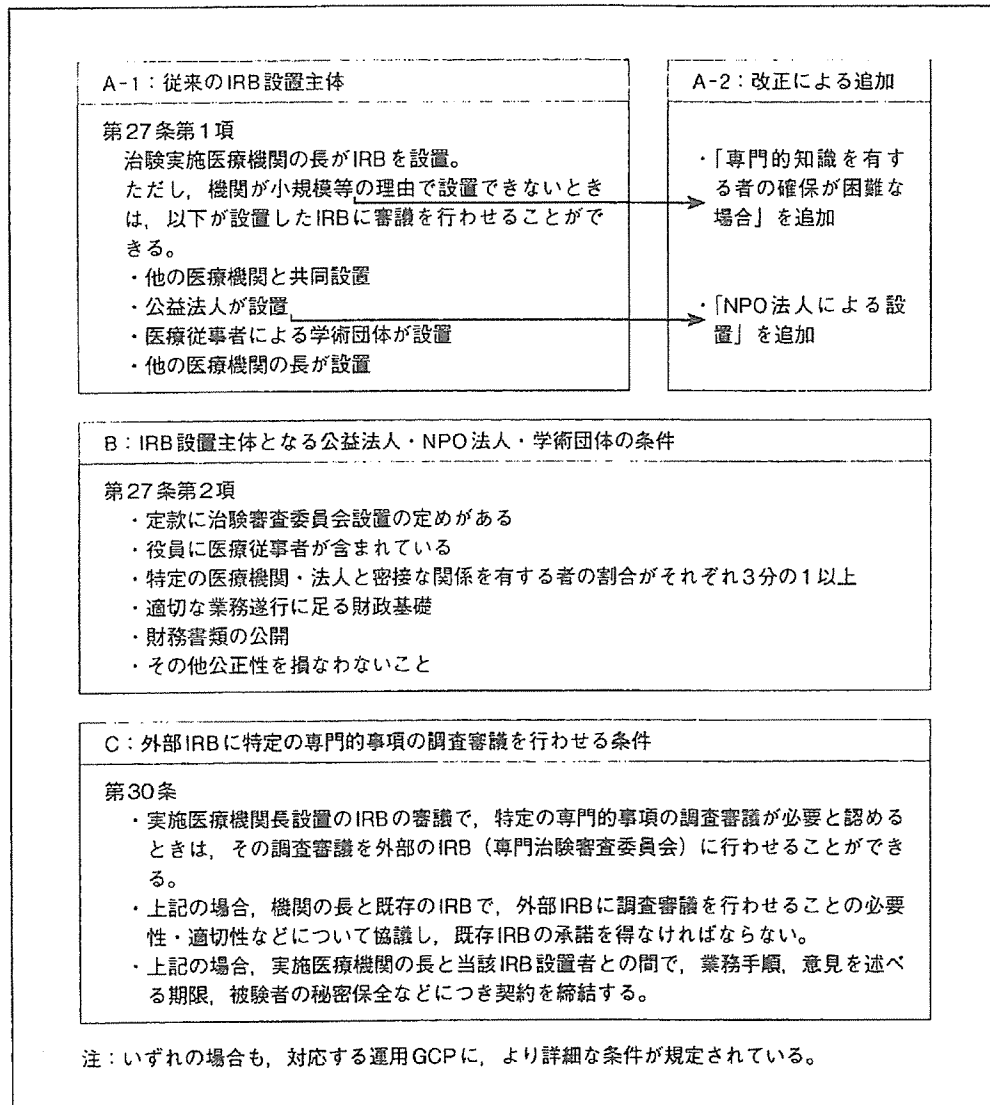 A-1：従来のIRB設置主体
第27条第1項
治験実施医療機関の長がIRBを設置。
ただし，機関が小規模等の理由で設置できないとき
は，以下が設置したIRBに審議を行わせることがで
きる。
・他の医療機関と共同設置
・公益法人が設置
・医療従事者による学術団体が設置
・他の医療機関の長が設置
A-2：改正による追加
・「専門的知識を有す
る者の確保が困難な
場合」を追加
・「NPO法人による設
置」を追加
B：IRB設置主体となる公益法人・NPO法人・学術団体の条件
第27条第2項
・定款に治験審査委員会設置の定めがある
・役員に医療従事者が含まれている
・特定の医療機関・法人と密接な関係を有する者の割合がそれぞれ3分の1以上
・適切な業務遂行に足る財政基礎
・財務書類の公開
・その他公正性を損なわないこと
C：外部IRBに特定の専門的事項の調査審議を行わせる条件
第30条
・実施医療機関長設置のIRBの審議で，特定の専門的事項の調査審議が必要と認める
ときは，その調査審議を外部のIRB（専門治験審査委員会）に行わせることができ
る。
・上記の場合，機関の長と既存のIRBで，外部IRBに調査審議を行わせることの必要
性・適切性などについて協議し，既存IRBの承諾を得なければならない。
・上記の場合，実施医療機関の長と当該IRB設置者との間で，業務手順，意見を述べ
る期限，被験者の秘密保全などにつき契約を締結する。
注：いずれの場合も，対応する運用GCPに，より詳細な条件が規定されている。